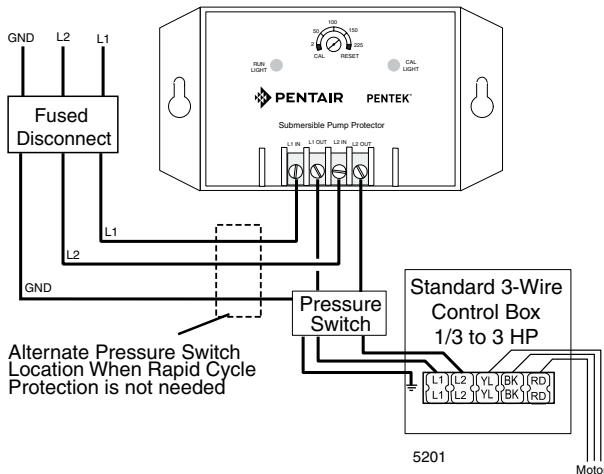 GND L2 L1
Fused
Disconnect
50 100 150
2 225
CAL RESET
RUN
LIGHT
CAL
LIGHT
PENTAIR PENTEK
Submersible Pump Protector
L1 IN L1 OUT L2 IN L2 OUT
L1
L2
GND
Pressure
Switch
Alternate Pressure Switch
Location When Rapid Cycle
Protection is not needed
Standard 3-Wire
Control Box
1/3 to 3 HP
L1 L2 YL BK RD
L1 L2 YL BK RD
5201
Motor